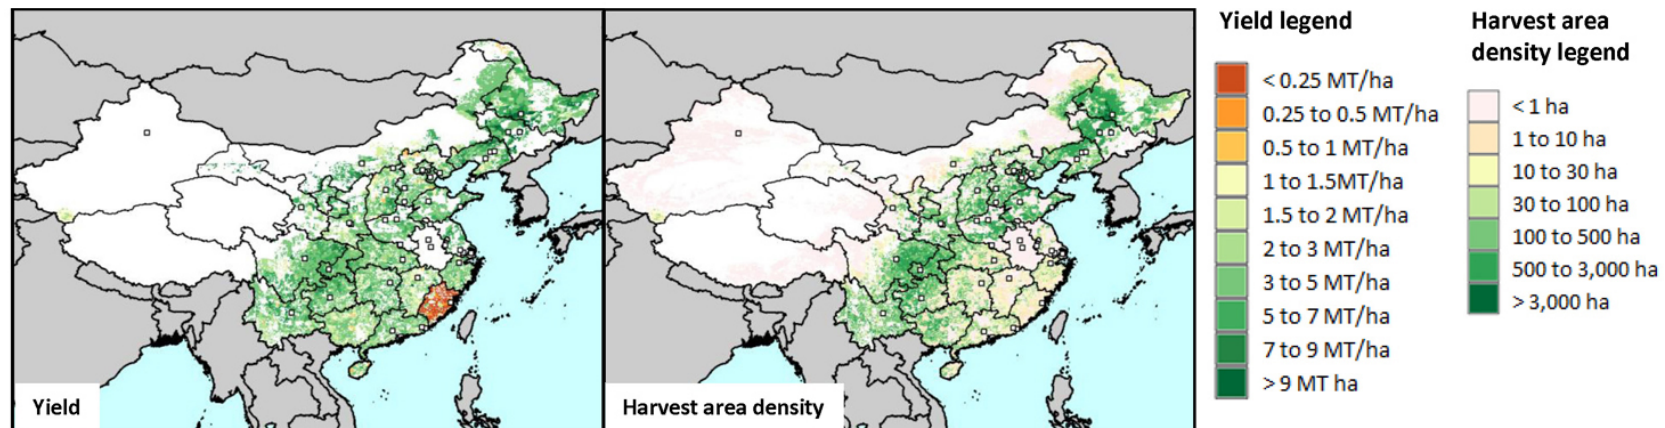 Yield
Harvest area density
Yield legend
< 0.25 MT/ha
0.25 to 0.5 MT/ha
0.5 to 1 MT/ha
1 to 1.5MT/ha
1.5 to 2 MT/ha
2 to 3 MT/ha
3 to 5 MT/ha
5 to 7 MT/ha
7 to 9 MT/ha
> 9 MT ha
Harvest area
density legend
< 1 ha
1 to 10 ha
10 to 30 ha
30 to 100 ha
100 to 500 ha
500 to 3,000 ha
> 3,000 ha